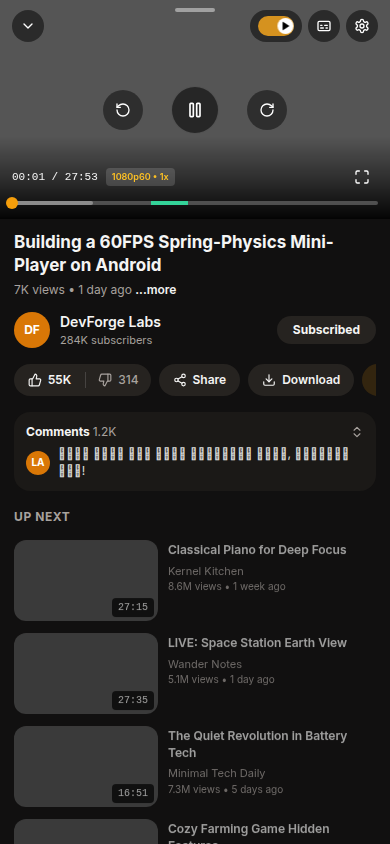 00:01 / 27:53 1080p60 • 1x
Building a 60FPS Spring-Physics Mini-
Player on Android
7K views • 1 day ago ...more
DF DevForge Labs
284K subscribers
Subscribed
55K 314 Share Download
Comments 1.2K
LA
UP NEXT
Classical Piano for Deep Focus
Kernel Kitchen
8.6M views • 1 week ago
27:15
LIVE: Space Station Earth View
Wander Notes
5.1M views • 1 day ago
27:35
The Quiet Revolution in Battery
Tech
Minimal Tech Daily
7.3M views • 5 days ago
16:51
Cozy Farming Game Hidden
Features